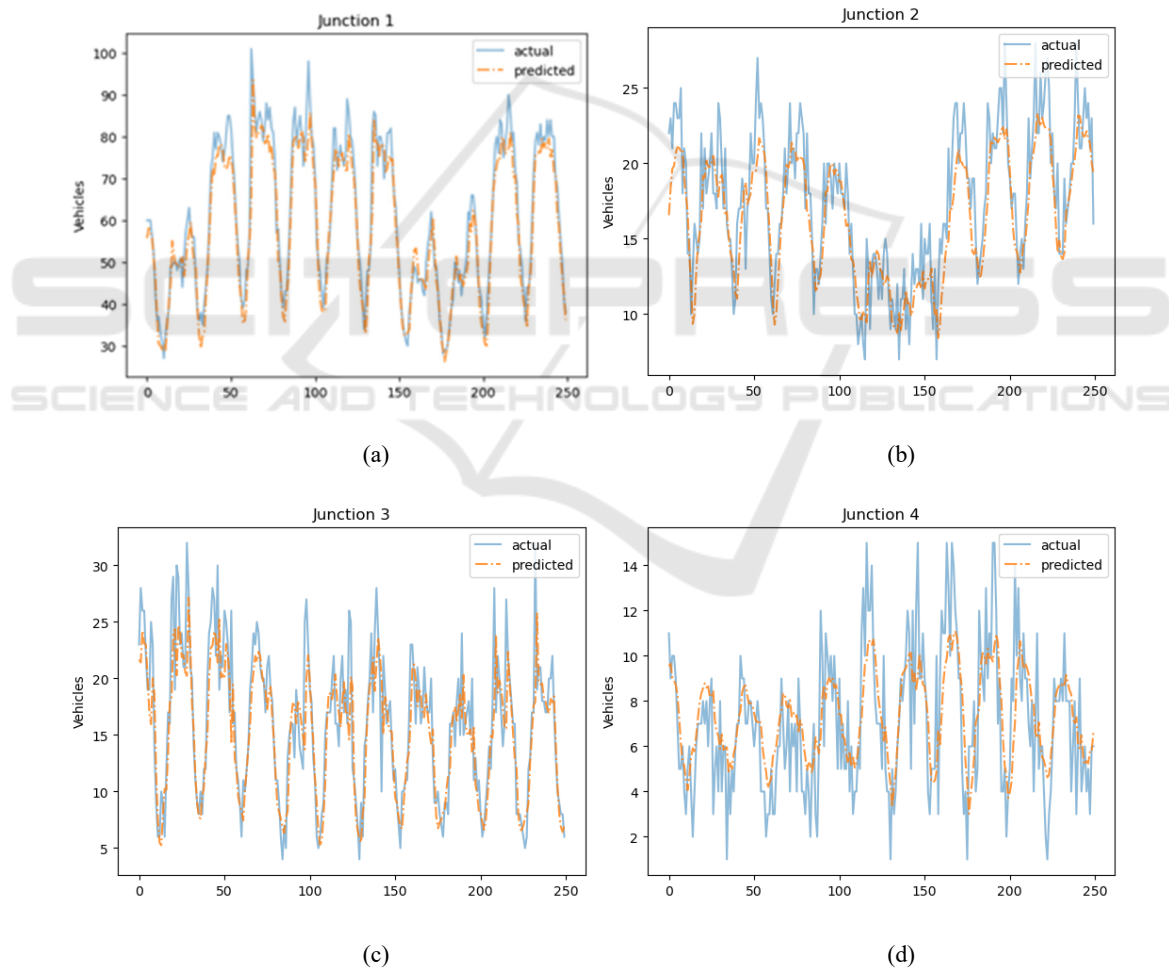 Junction 1
actual
predicted
Vehicles
100
90
80
70
60
50
40
30
0 50 100 150 200 250
(a)
Junction 2
actual
predicted
Vehicles
25
20
15
10
0 50 100 150 200 250
(b)
SCITEPRESS
SCIENCE AND TECHNOLOGY PUBLICATIONS
Junction 3
actual
predicted
Vehicles
30
25
20
15
10
5
0 50 100 150 200 250
(c)
Junction 4
actual
predicted
Vehicles
14
12
10
8
6
4
2
0 50 100 150 200 250
(d)